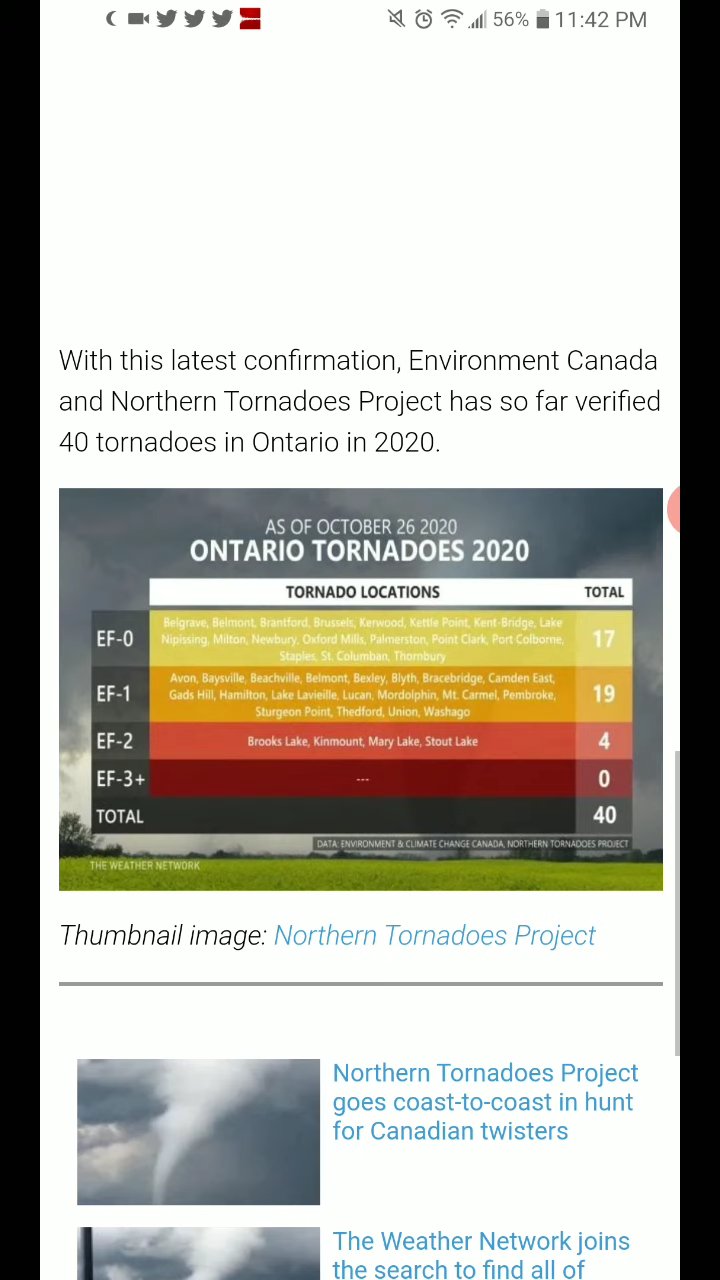 56% 11:42 PM
With this latest confirmation, Environment Canada
and Northern Tornadoes Project has so far verified
40 tornadoes in Ontario in 2020.
AS OF OCTOBER 26 2020
ONTARIO TORNADOES 2020
TORNADO LOCATIONS TOTAL
Belgrave, Belmont, Brantford, Brussels, Kerwood, Kettle Point, Kent-Bridge, Lake
EF-0 Nipissing, Milton, Newbury, Oxford Mills, Palmerston, Point Clark, Port Colborne, 17
Staples, St. Columban, Thornbury
Avon, Baysville, Beachville, Belmont, Bexley, Blyth, Bracebridge, Camden East,
EF-1 Gads Hill, Hamilton, Lake Lavieille, Lucan, Mordolphin, Mt. Carmel, Pembroke, 19
Sturgeon Point, Thedford, Union, Washago
EF-2 Brooks Lake, Kinmount, Mary Lake, Stout Lake 4
EF-3+ --- 0
TOTAL 40
DATA: ENVIRONMENT & CLIMATE CHANGE CANADA, NORTHERN TORNADOES PROJECT
THE WEATHER NETWORK
Thumbnail image: Northern Tornadoes Project
Northern Tornadoes Project
goes coast-to-coast in hunt
for Canadian twisters
The Weather Network joins
the search to find all of